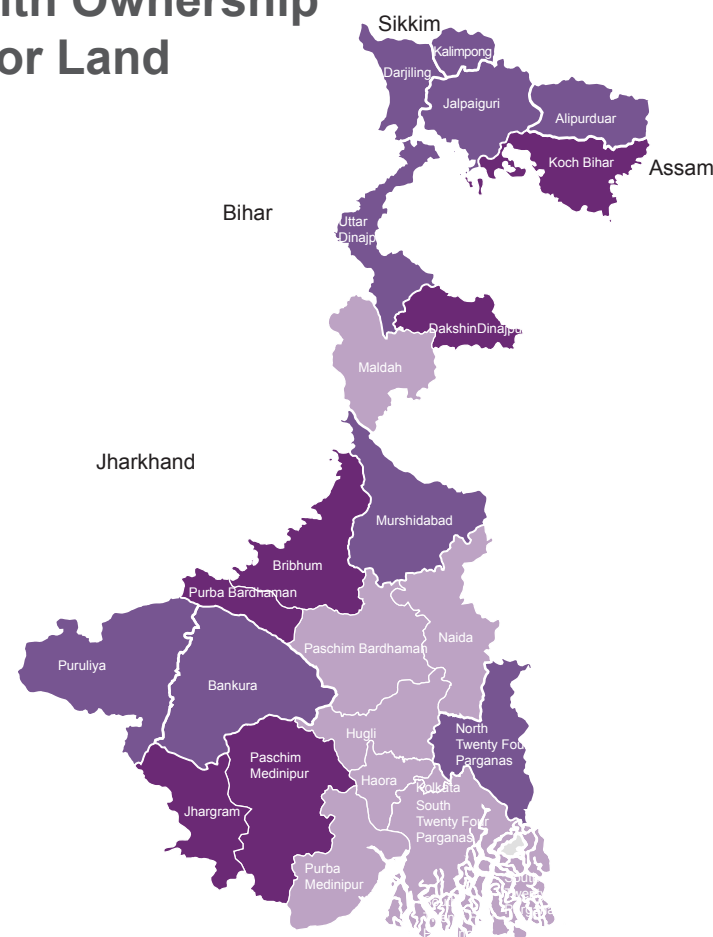 ith Ownership
or Land
Sikkim
Kalimpong
Darjiling
Jalpaiguri
Alipurduar
Koch Bihar
Assam
Bihar
Uttar
Dinajp
DakshinDinajpur
Maldah
Jharkhand
Murshidabad
Bribhum
Purba Bardhaman
Paschim Bardhaman
Naida
Puruliya
Bankura
North
Twenty Four
Parganas
Hugli
Paschim
Medinipur
Haora
Kolkata
South
Twenty Four
Parganas
Jhargram
Purba
Medinipur